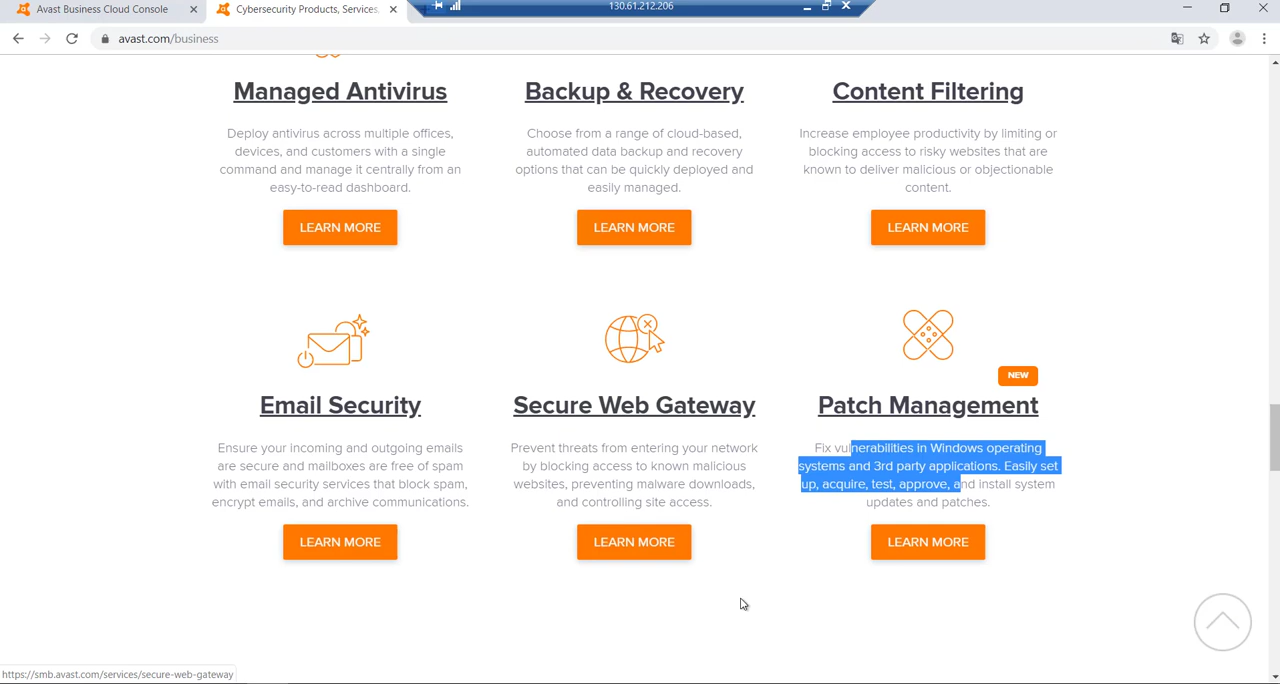 Avast Business Cloud Console
Cybersecurity Products, Services,
130.61.212.206
avast.com/business
Managed Antivirus
Deploy antivirus across multiple offices,
devices, and customers with a single
command and manage it centrally from an
easy-to-read dashboard.
LEARN MORE
Backup & Recovery
Choose from a range of cloud-based,
automated data backup and recovery
options that can be quickly deployed and
easily managed.
LEARN MORE
Content Filtering
Increase employee productivity by limiting or
blocking access to risky websites that are
known to deliver malicious or objectionable
content.
LEARN MORE
Email Security
Ensure your incoming and outgoing emails
are secure and mailboxes are free of spam
with email security services that block spam,
encrypt emails, and archive communications.
LEARN MORE
Secure Web Gateway
Prevent threats from entering your network
by blocking access to known malicious
websites, preventing malware downloads,
and controlling site access.
LEARN MORE
NEW
Patch Management
Fix vulnerabilities in Windows operating
systems and 3rd party applications. Easily set
up, acquire, test, approve, and install system
updates and patches.
LEARN MORE
https://smb.avast.com/services/secure-web-gateway